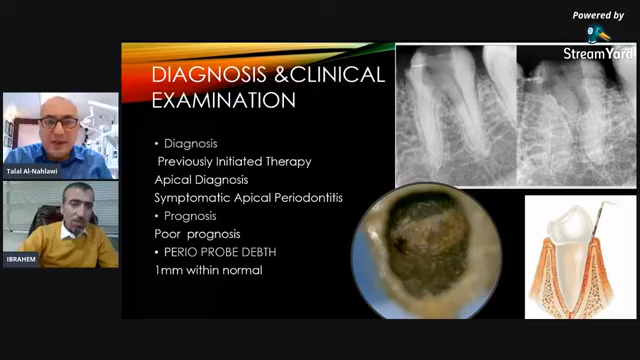 Powered by
StreamYard
DIAGNOSIS &CLINICAL
EXAMINATION
• Diagnosis
Previously Initiated Therapy
Apical Diagnosis
Symptomatic Apical Periodontitis
• Prognosis
Poor prognosis
• PERIO PROBE DEBTH
1mm within normal
Talal Al-Nahlawi
IBRAHEM